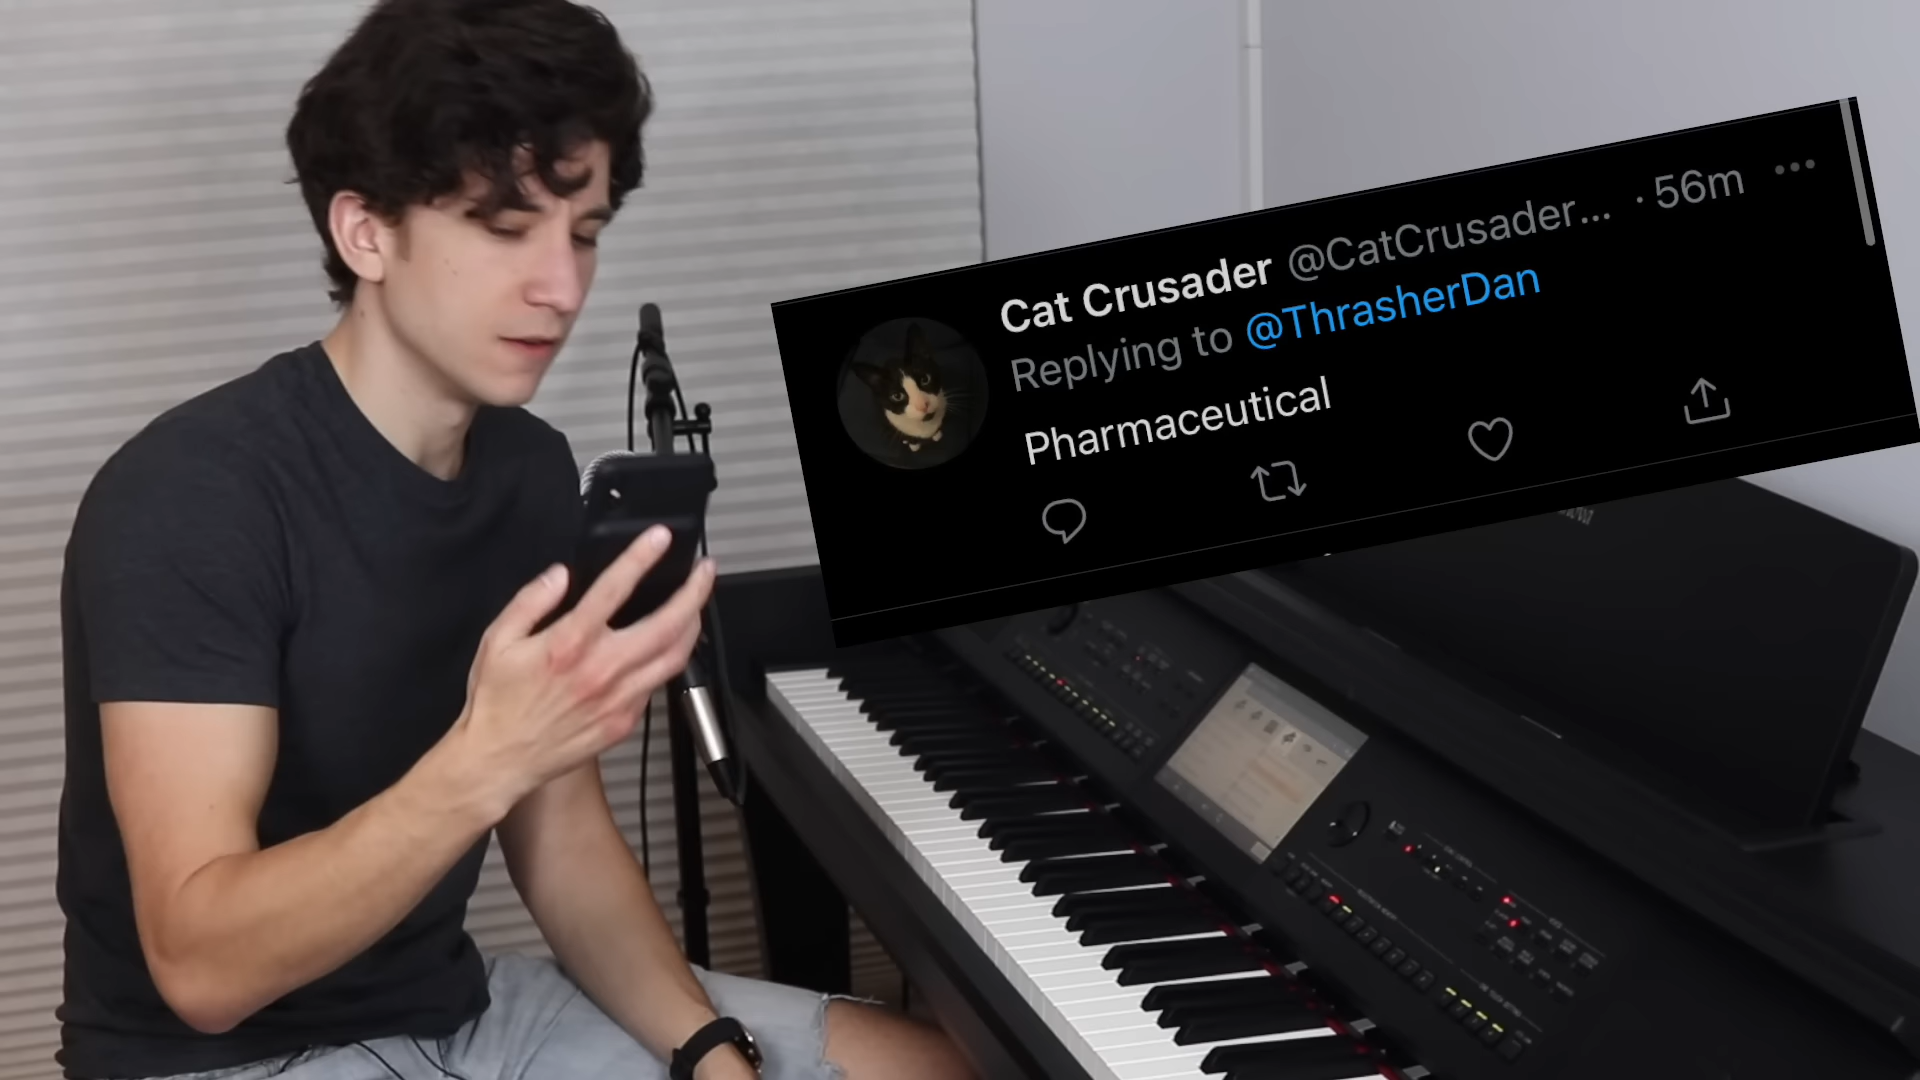 Cat Crusader @CatCrusader... · 56m
Replying to @ThrasherDan
Pharmaceutical